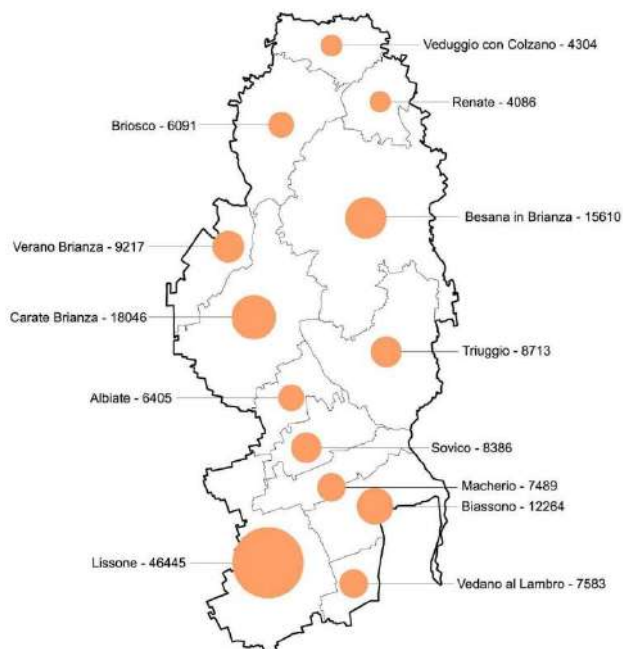 Veduggio con Colzano - 4304
Renate - 4086
Briosco - 6091
Besana in Brianza - 15610
Verano Brianza - 9217
Carate Brianza - 18046
Triuggio - 8713
Albiate - 6405
Sovico - 8386
Macherio - 7489
Biassono - 12264
Lissone - 46445
Vedano al Lambro - 7583